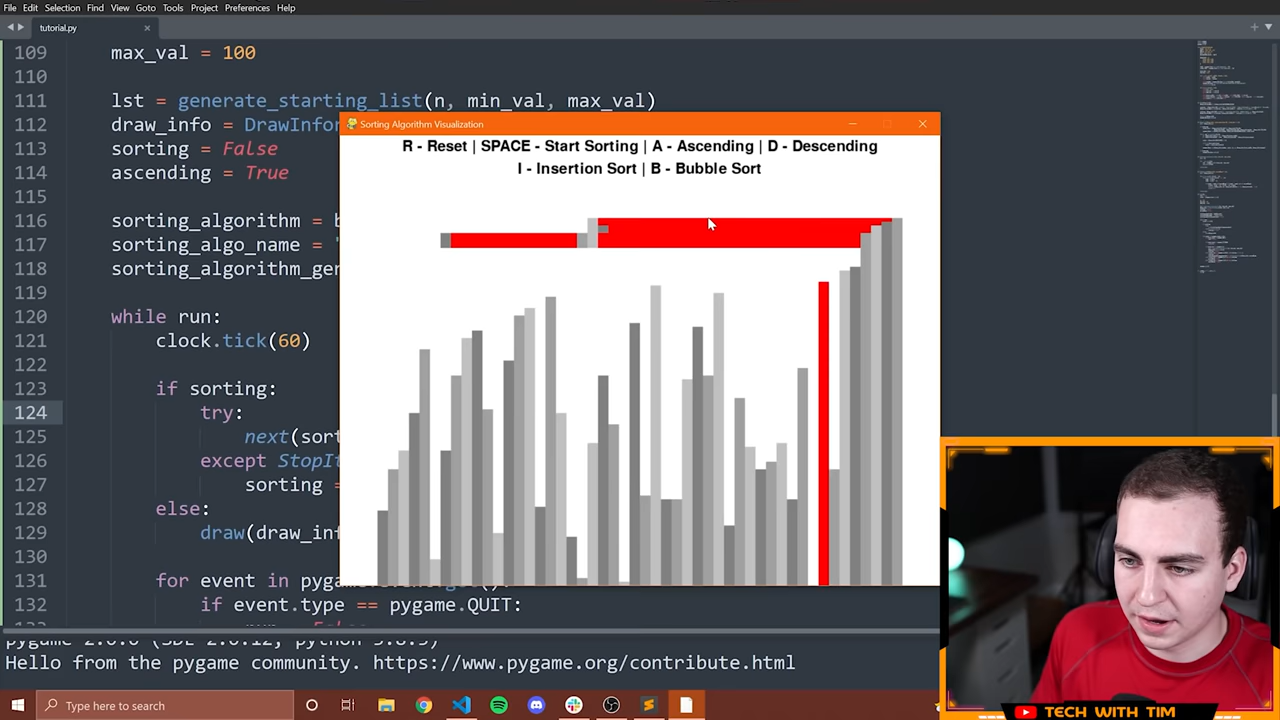 File Edit Selection Find View Goto Tools Project Preferences Help
tutorial.py
109 max_val = 100
110
111 lst = generate_starting_list(n, min_val, max_val)
112 draw_info = DrawInfor
113 sorting = False
114 ascending = True
116 sorting_algorithm = b
117 sorting_algo_name = "
118 sorting_algorithm_gen
119
120 while run:
121 clock.tick(60)
122
123 if sorting:
124 try:
125 next(sort
126 except StopIt
127 sorting =
128 else:
129 draw(draw_inf
130
131 for event in pygame.event.get():
132 if event.type == pygame.QUIT:
Sorting Algorithm Visualization
R - Reset | SPACE - Start Sorting | A - Ascending | D - Descending
I - Insertion Sort | B - Bubble Sort
Hello from the pygame community. https://www.pygame.org/contribute.html
Type here to search
TECH WITH TIM